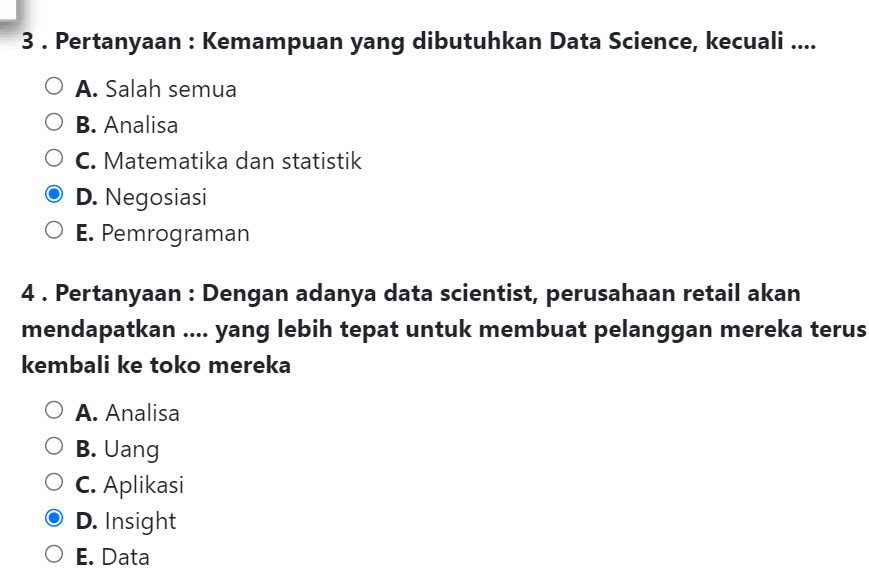 3 . Pertanyaan : Kemampuan yang dibutuhkan Data Science, kecuali ....
A. Salah semua
B. Analisa
C. Matematika dan statistik
D. Negosiasi
E. Pemrograman
4 . Pertanyaan : Dengan adanya data scientist, perusahaan retail akan
mendapatkan .... yang lebih tepat untuk membuat pelanggan mereka terus
kembali ke toko mereka
A. Analisa
B. Uang
C. Aplikasi
D. Insight
E. Data